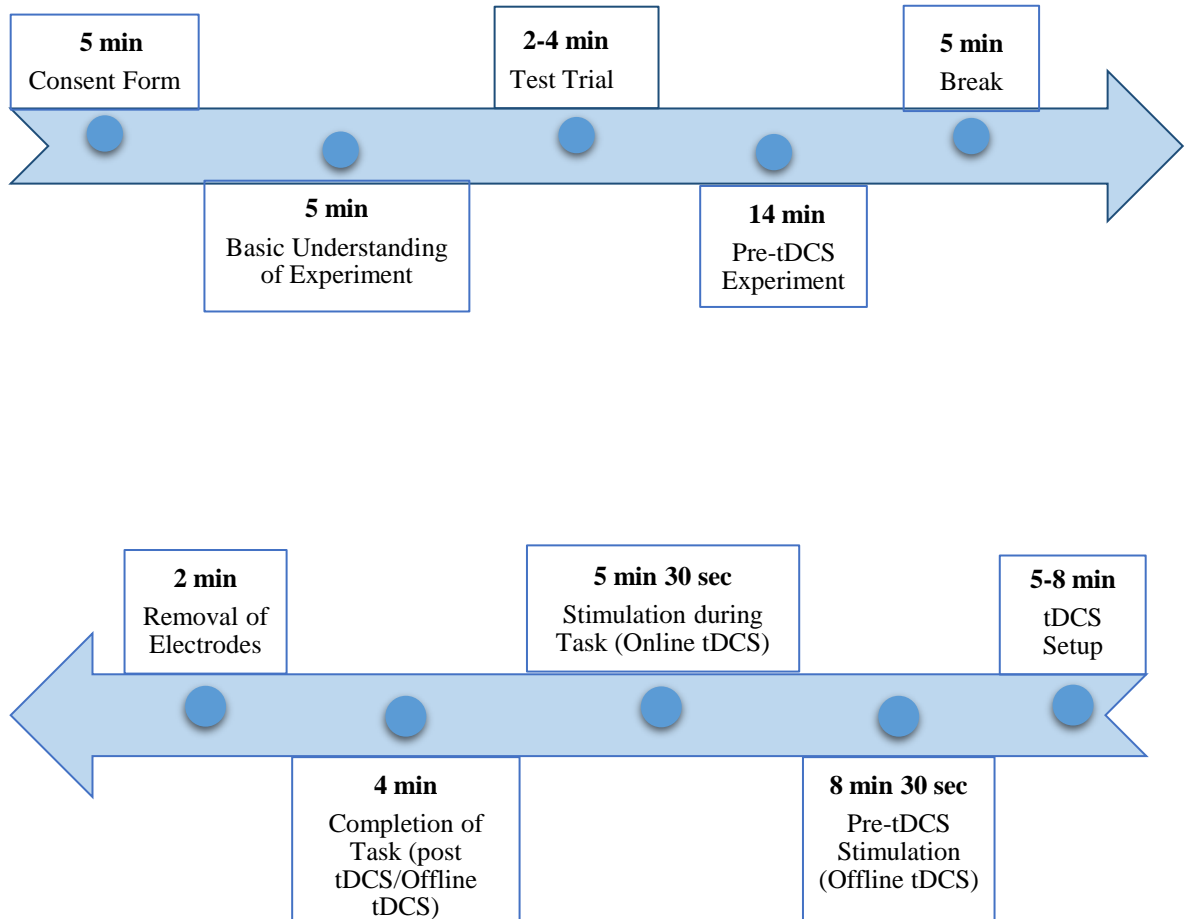 5 min
Consent Form
5 min
Basic Understanding
of Experiment
2-4 min
Test Trial
14 min
Pre-tDCS
Experiment
5 min
Break
5-8 min
tDCS
Setup
8 min 30 sec
Pre-tDCS
Stimulation
(Offline tDCS)
5 min 30 sec
Stimulation during
Task (Online tDCS)
4 min
Completion of
Task (post
tDCS/Offline
tDCS)
2 min
Removal of
Electrodes